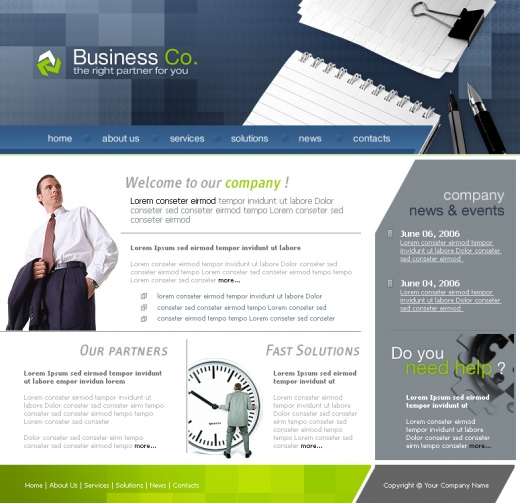 Business Co.
the right partner for you
home
about us
services
solutions
news
contacts
Welcome to our company !
Lorem conseter eirmod tempor invidunt ut labore Dolor
conseter sed conseter eirmod tempo Lorem conseter sed
conseter eirmod
Lorem Ipsum sed eirmod tempor invidunt ut labore
Lorem conseter eirmod tempor invidunt ut labore Dolor
conseter sed conseter eirmod tempo Lorem conseter sed conseter eirmod tempo
Lorem conseter more...
lorem conseter eirmod tempor invidunt ut labore Dolor
conseter sed conseter eirmod tempo Lorem conseter sed
conseter eirmod tempo tempo Lorem conseter sed conseter
company
news & events
June 06, 2006
Lorem conseter eirmod tempor
invidunt ut labore Dolor conseter
sed conseter eirmod.
June 04, 2006
Lorem conseter eirmod tempor
invidunt ut labore Dolor conseter
sed conseter eirmod.
OUR PARTNERS
Lorem Ipsum sed eirmod tempor invidunt
ut labore empor invidun lorem
Lorem conseter eirmod tempor invidunt ut labore
Dolor conseter sed conseter eirm tempo conseter
eirmod tempo conseter eirmod tempo Lorem
conseter sed conseter
Dolor conseter sed conseter eirm tempo
conseter sed conseter eirm tempo more...
FAST SOLUTIONS
Lorem Ipsum sed
eirmod tempor
invidunt ut
Lorem conseter
eirmod tempor
invidunt ut labore
Dolor conseter sed
conseter eirm
tempo more...
Do you
need help ?
Lorem Ipsum sed
eirmod tempor
invidunt ut
Lorem conseter
eirmod tempor
invidunt ut labore
Dolor more...
Home | About Us | Services | Solutions | News | Contacts
Copyright © Your Company Name